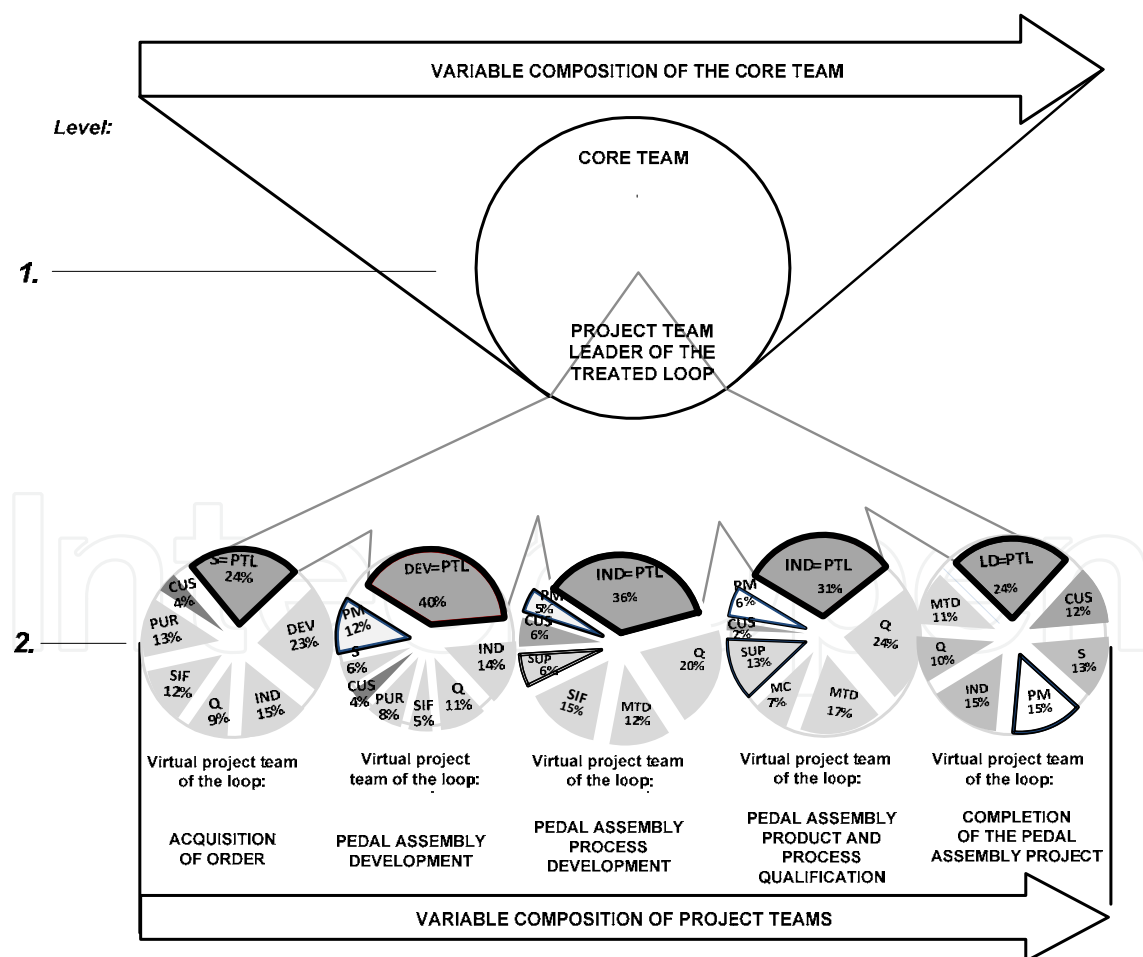 VARIABLE COMPOSITION OF THE CORE TEAM
Level:
CORE TEAM
1.
PROJECT TEAM
LEADER OF THE
TREATED LOOP
2.
S=PTL
24%
DEV
23%
IND
15%
Q
9%
SIF
12%
PUR
13%
CUS
4%
DEV=PTL
40%
IND
14%
Q
11%
SIF
5%
PUR
8%
CUS
4%
S
6%
PM
12%
IND=PTL
36%
Q
20%
MTD
12%
SIF
15%
SUP
6%
CUS
6%
PM
5%
IND=PTL
31%
Q
24%
MTD
17%
MC
7%
SUP
13%
CUS
2%
PM
6%
LD=PTL
24%
CUS
12%
S
13%
PM
15%
IND
15%
Q
10%
MTD
11%
Virtual project team
of the loop:
ACQUISITION
OF ORDER
Virtual project
team of the loop:
PEDAL ASSEMBLY
DEVELOPMENT
Virtual project team
of the loop:
PEDAL ASSEMBLY
PROCESS
DEVELOPMENT
Virtual project team
of the loop:
PEDAL ASSEMBLY
PRODUCT AND
PROCESS
QUALIFICATION
Virtual project team
of the loop:
COMPLETION
OF THE PEDAL
ASSEMBLY PROJECT
VARIABLE COMPOSITION OF PROJECT TEAMS